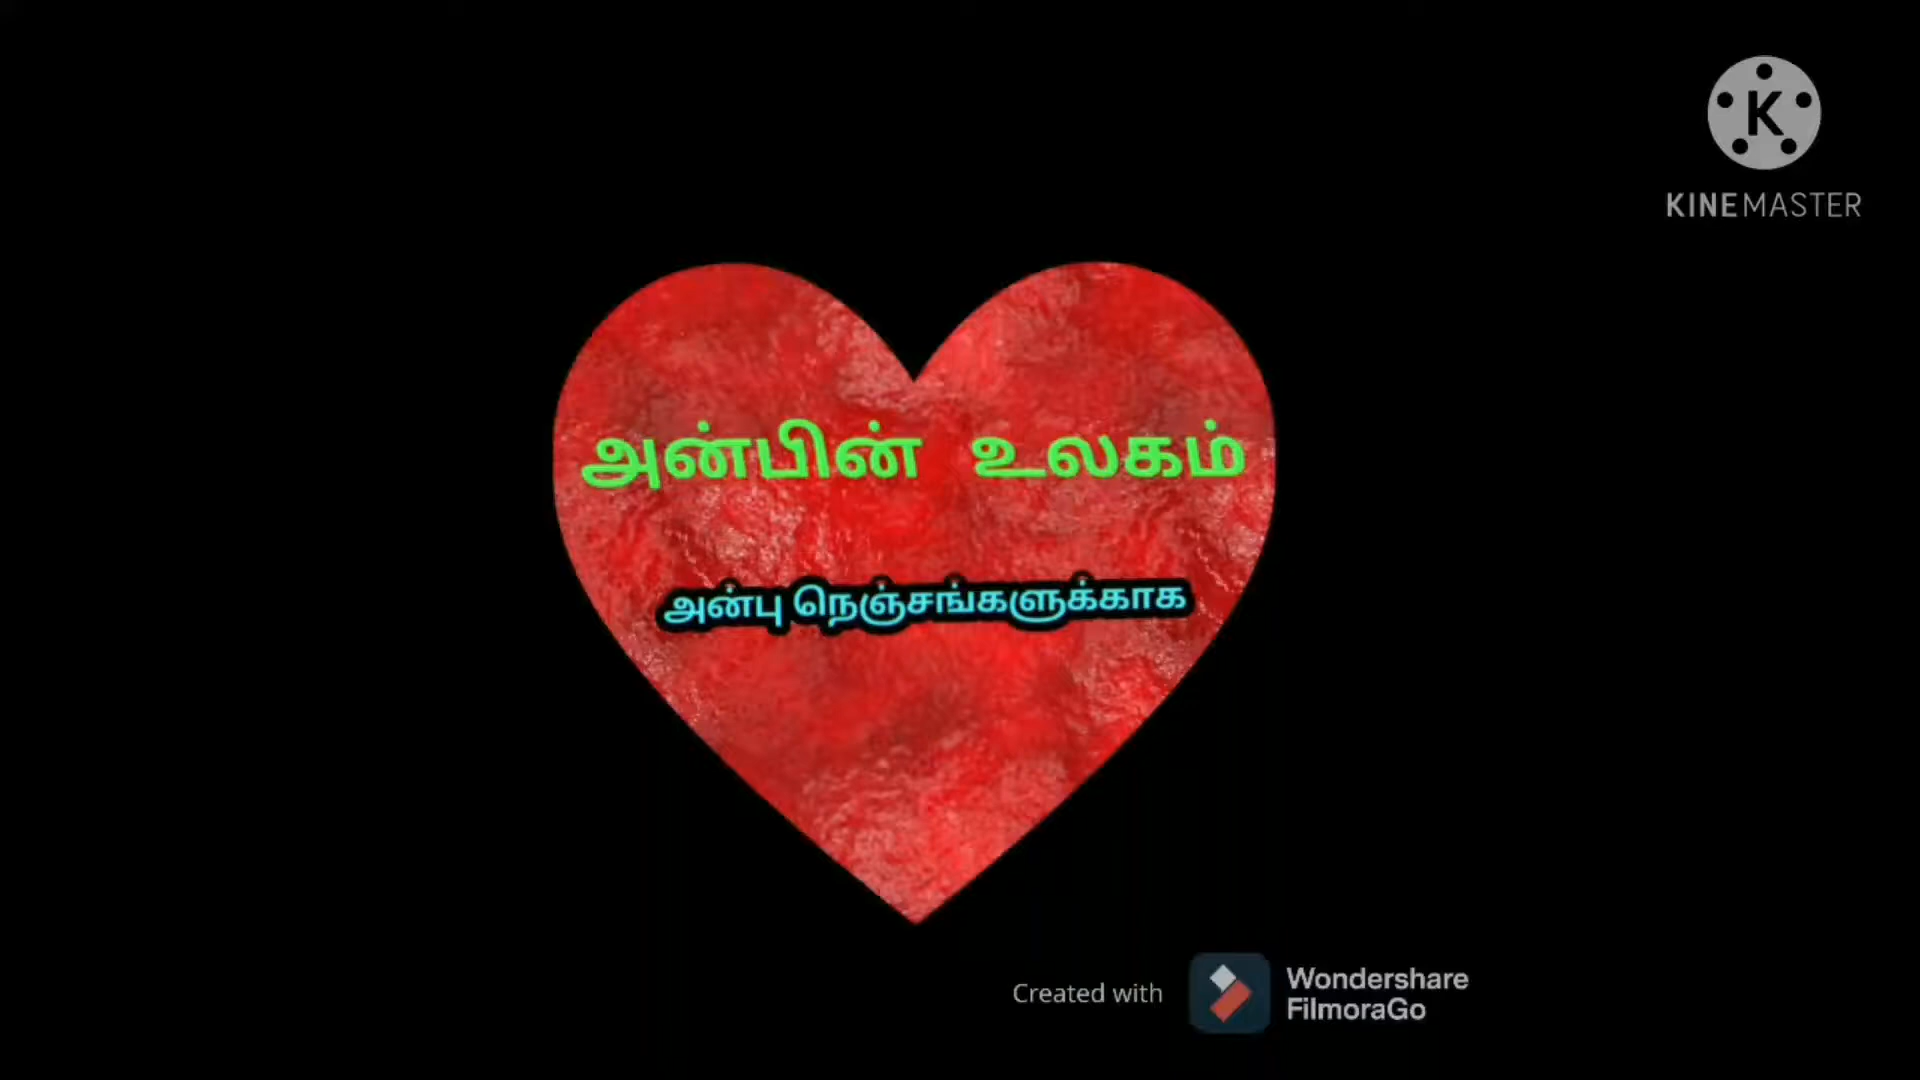 K
KINEMASTER
அன்பின் உலகம்
அன்பு நெஞ்சங்களுக்காக
Created with
Wondershare
FilmoraGo